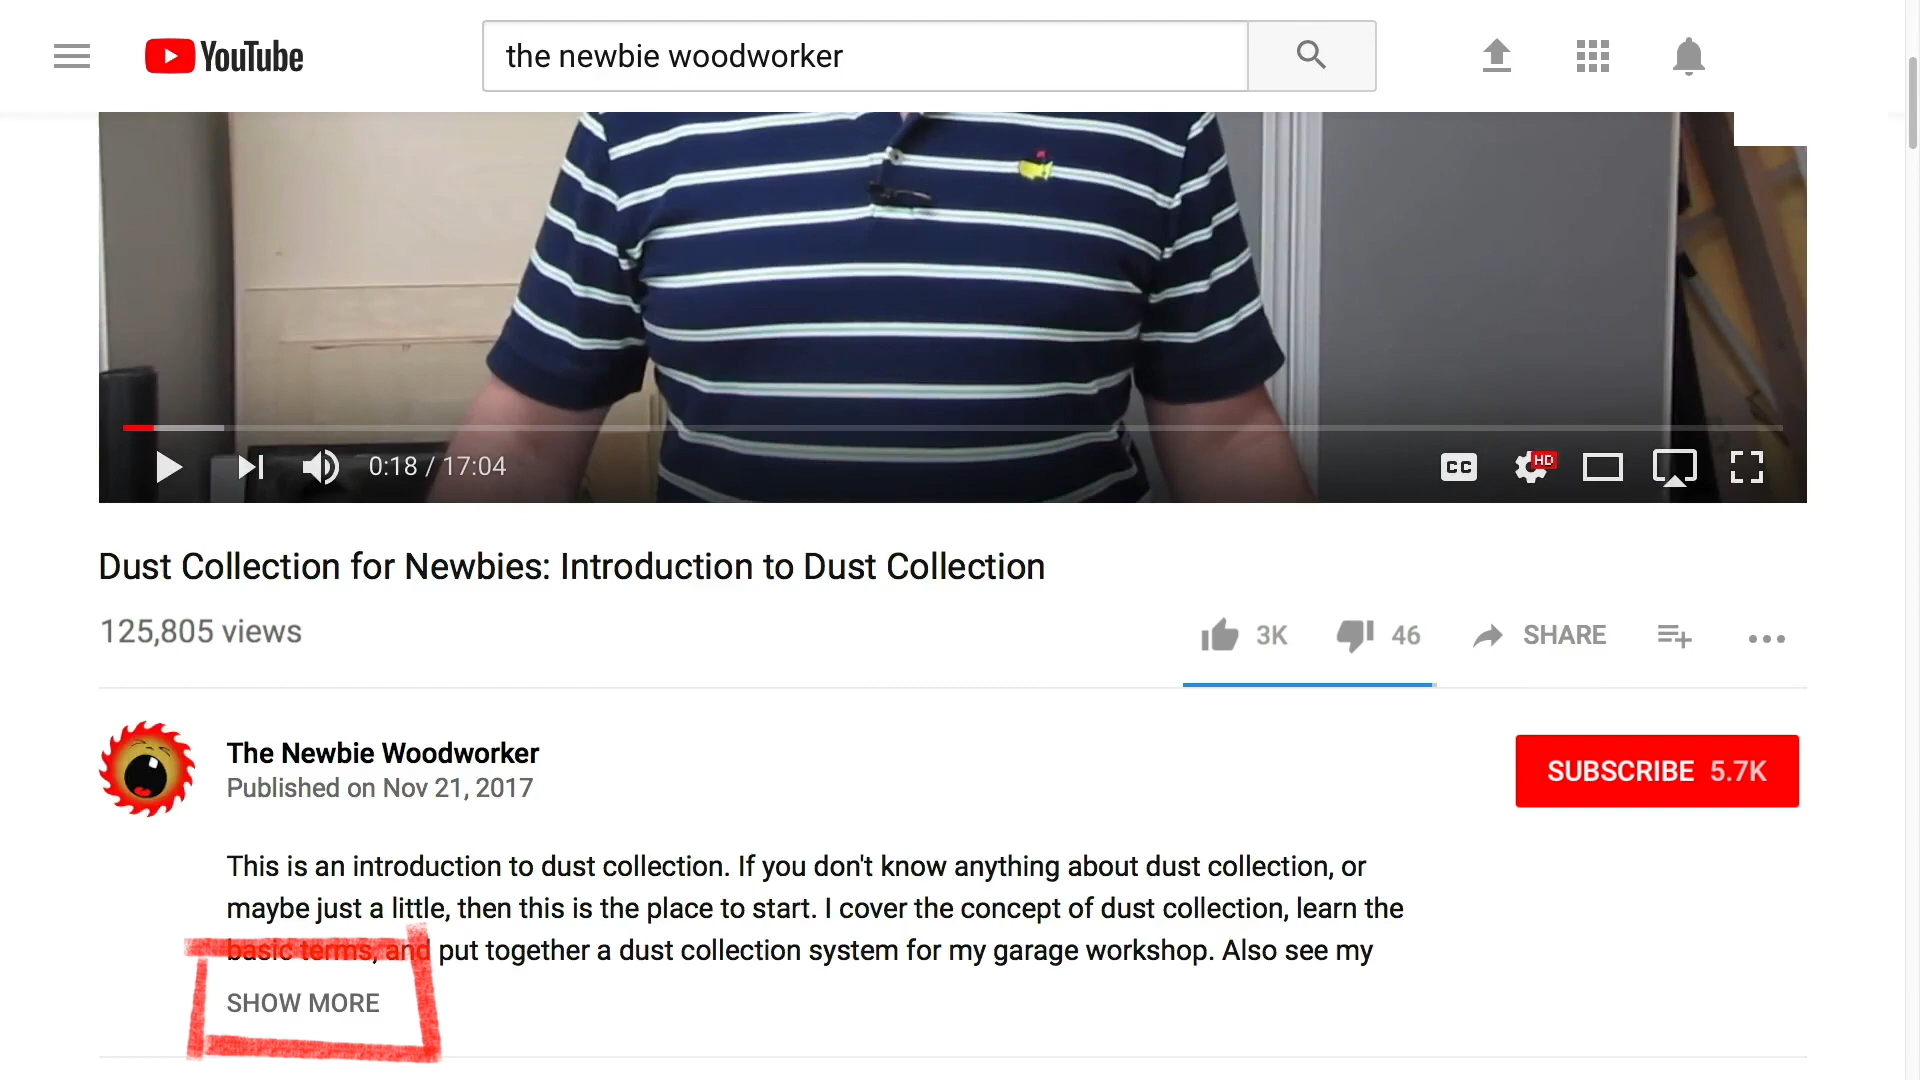 YouTube
the newbie woodworker
0:18 / 17:04
CC
HD
Dust Collection for Newbies: Introduction to Dust Collection
125,805 views
3K
46
SHARE
The Newbie Woodworker
Published on Nov 21, 2017
SUBSCRIBE 5.7K
This is an introduction to dust collection. If you don't know anything about dust collection, or
maybe just a little, then this is the place to start. I cover the concept of dust collection, learn the
basic terms, and put together a dust collection system for my garage workshop. Also see my
SHOW MORE